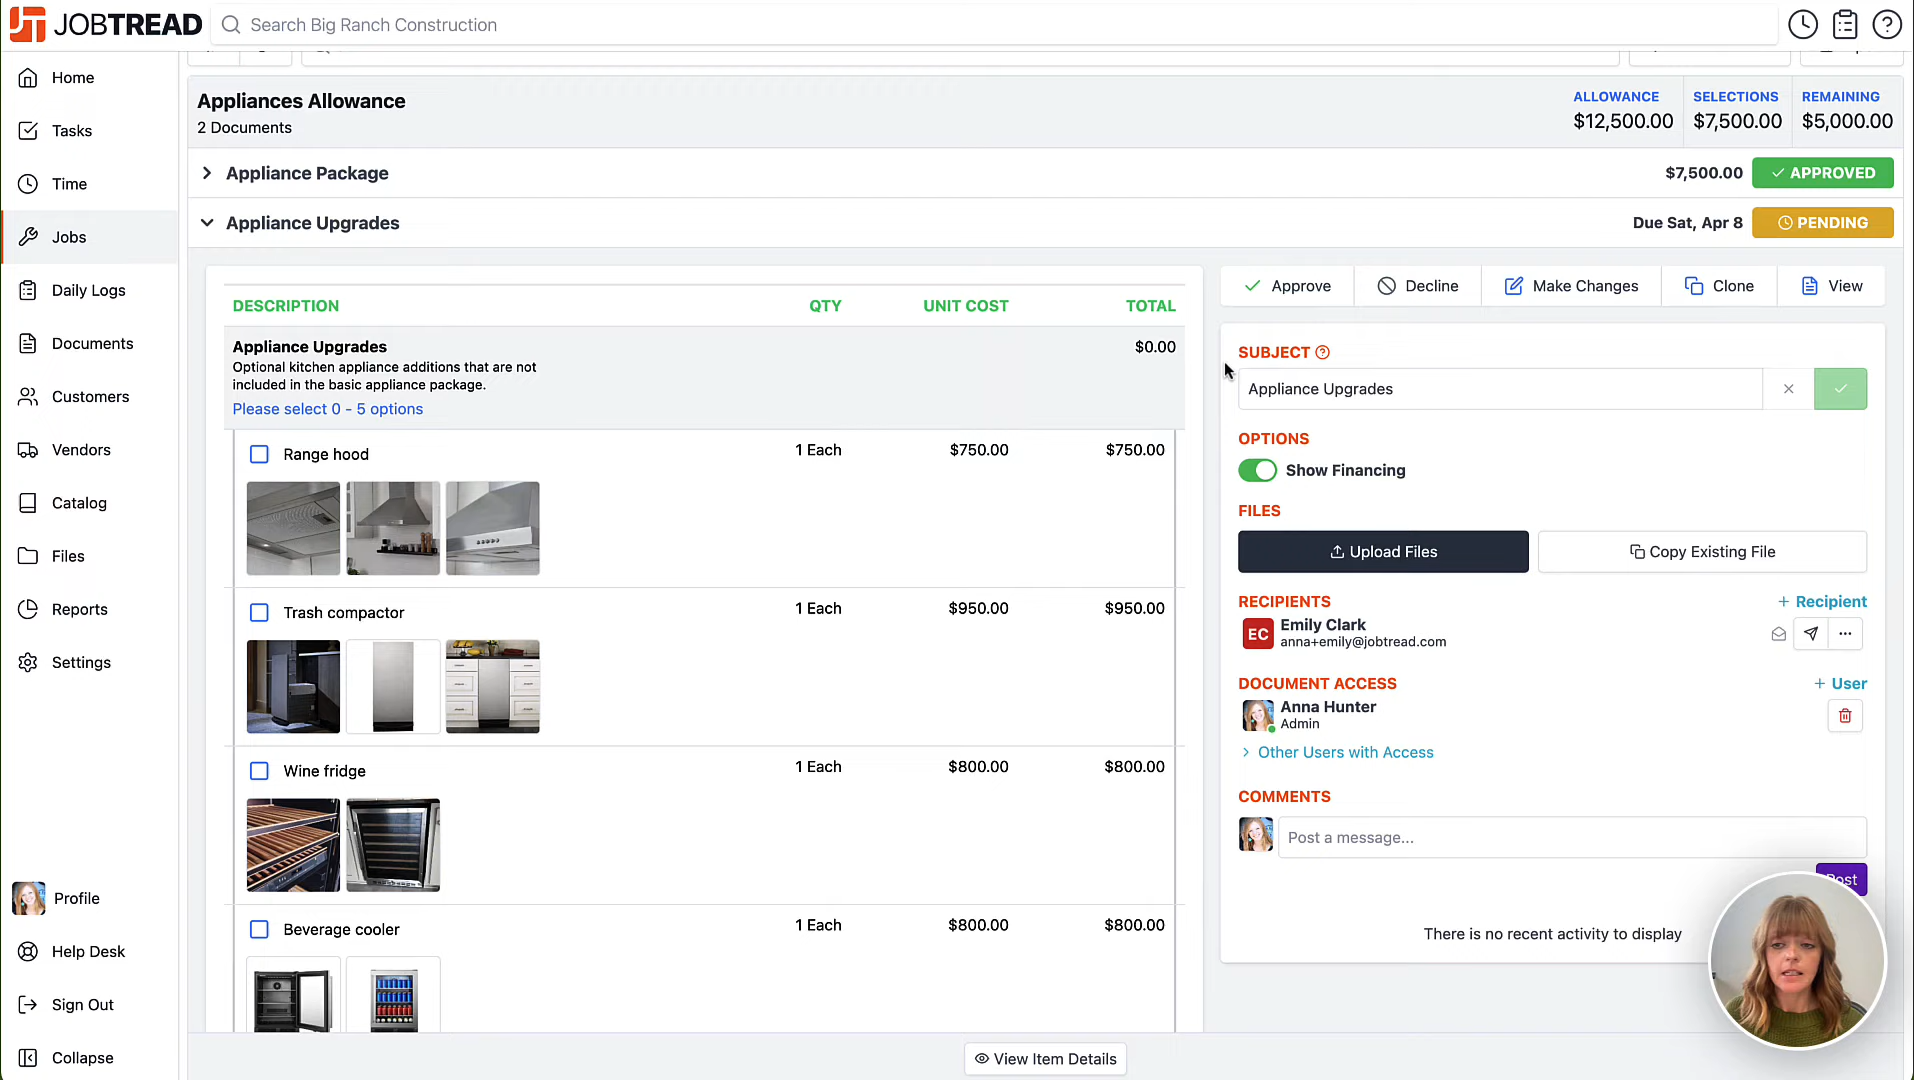 JOBTREAD
Search Big Ranch Construction
Home
Tasks
Time
Jobs
Daily Logs
Documents
Customers
Vendors
Catalog
Files
Reports
Settings
Profile
Help Desk
Sign Out
Collapse
Appliances Allowance
2 Documents
ALLOWANCE
$12,500.00
SELECTIONS
$7,500.00
REMAINING
$5,000.00
Appliance Package
$7,500.00
APPROVED
Appliance Upgrades
Due Sat, Apr 8
PENDING
DESCRIPTION QTY UNIT COST TOTAL
Appliance Upgrades $0.00
Optional kitchen appliance additions that are not
included in the basic appliance package.
Please select 0 - 5 options
Range hood 1 Each $750.00 $750.00
Trash compactor 1 Each $950.00 $950.00
Wine fridge 1 Each $800.00 $800.00
Beverage cooler 1 Each $800.00 $800.00
Approve
Decline
Make Changes
Clone
View
SUBJECT
Appliance Upgrades
OPTIONS
Show Financing
FILES
Upload Files
Copy Existing File
RECIPIENTS
+ Recipient
EC
Emily Clark
anna+emily@jobtread.com
DOCUMENT ACCESS
+ User
Anna Hunter
Admin
Other Users with Access
COMMENTS
Post a message...
Post
There is no recent activity to display
View Item Details